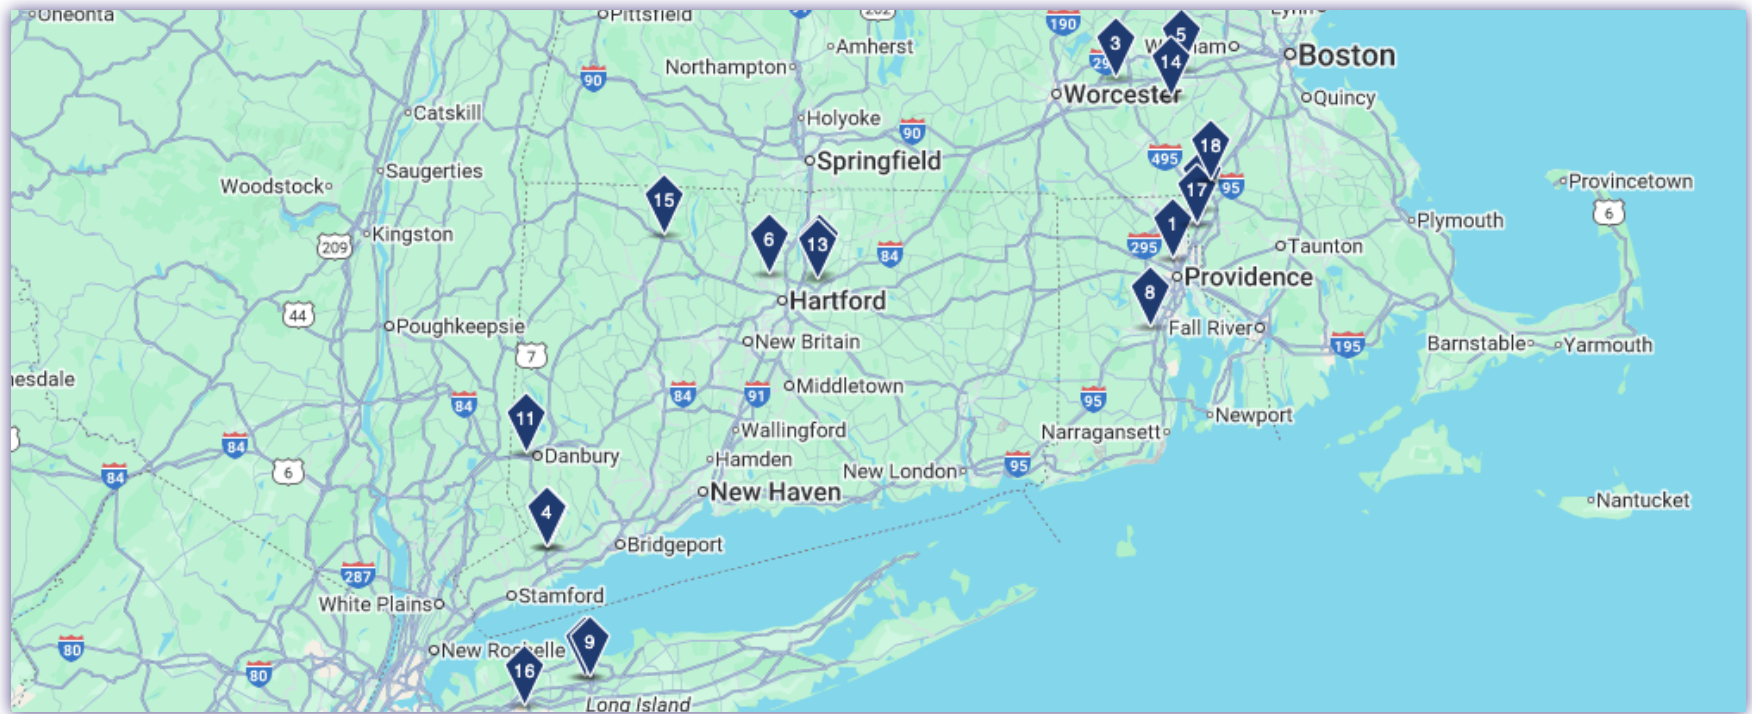 Oneonta
Pittsfield
202
190
Lynn
Amherst
3
5
Boston
Northampton
90
14
Worcester
Quincy
Catskill
Holyoke
90
Springfield
495
18
Saugerties
Woodstock
95
Provincetown
15
17
6
Plymouth
Kingston
209
6
13
84
1
295
Taunton
Providence
8
Hartford
44
Poughkeepsie
Fall River
New Britain
195
Barnstable
Yarmouth
7
esdale
Middletown
84
84
91
95
11
Newport
Wallingford
Narragansett
84
Danbury
Hamden
New London
95
84
6
New Haven
Nantucket
4
Bridgeport
287
White Plains
Stamford
80
New Rochelle
9
80
16
Long Island